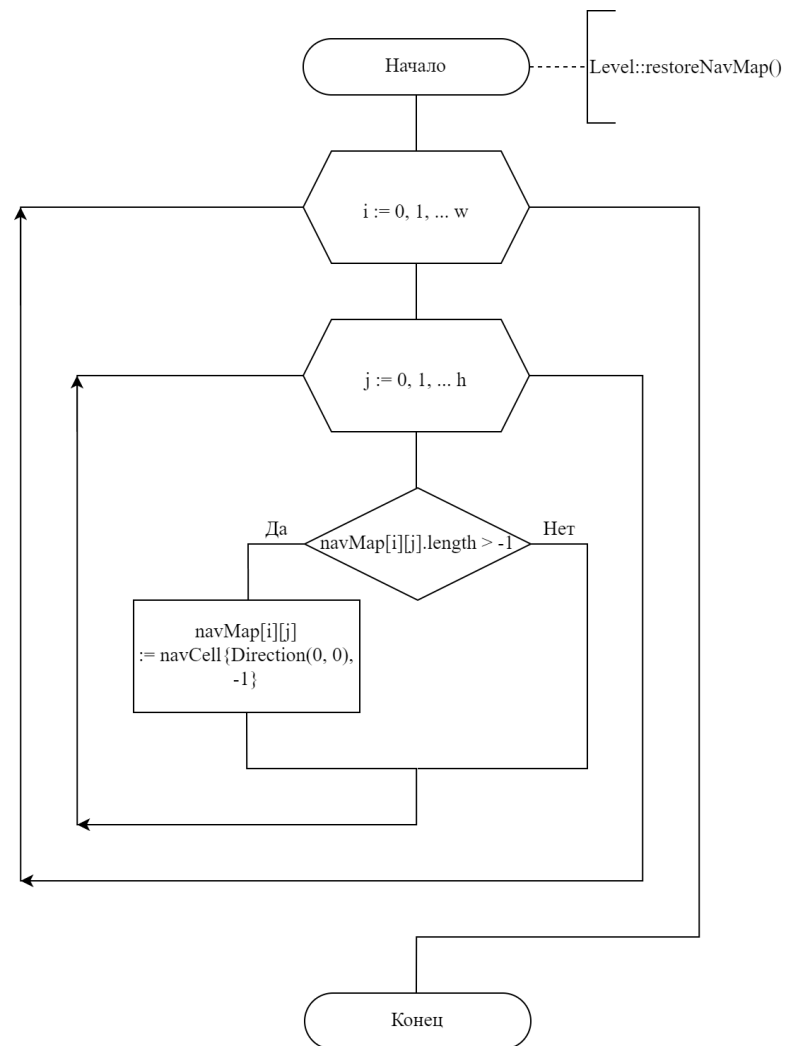 Начало
Level::restoreNavMap()
i := 0, 1, ... w
j := 0, 1, ... h
Да
Нет
navMap[i][j].length > -1
navMap[i][j]
:= navCell{Direction(0, 0),
-1}
Конец